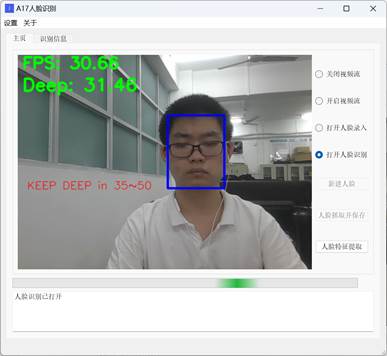 A17人脸识别
设置 关于
主页 识别信息
FPS: 30.66
Deep: 31.46
KEEP DEEP in 35~50
关闭视频流
开启视频流
打开人脸录入
打开人脸识别
新建人脸
人脸抓取并保存
人脸特征提取
人脸识别已打开